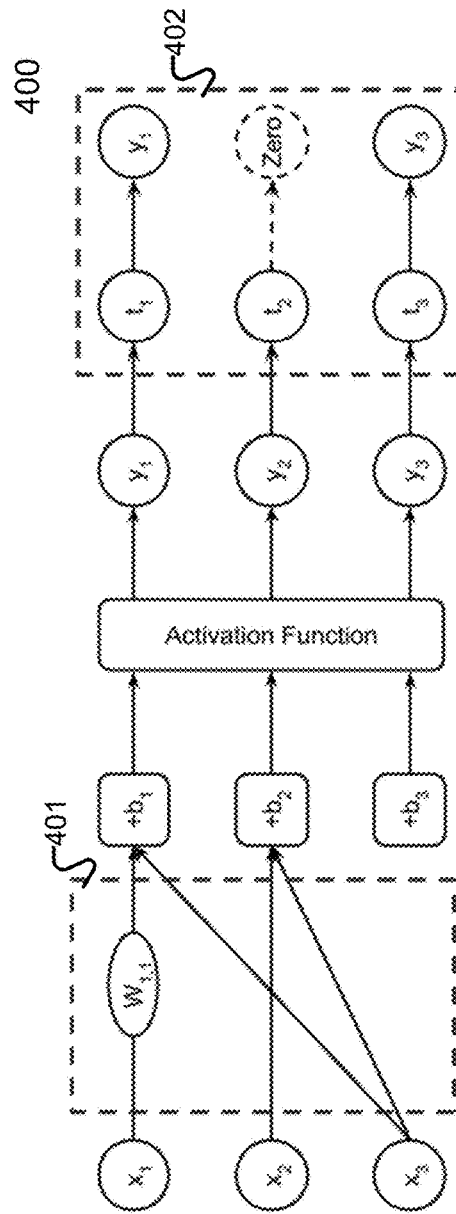 400
401
402
x₁
W₁,₁
+b₁
y₁
t₁
y₁
x₂
+b₂
Activation Function
y₂
t₂
Zero
x₃
+b₃
y₃
t₃
y₃